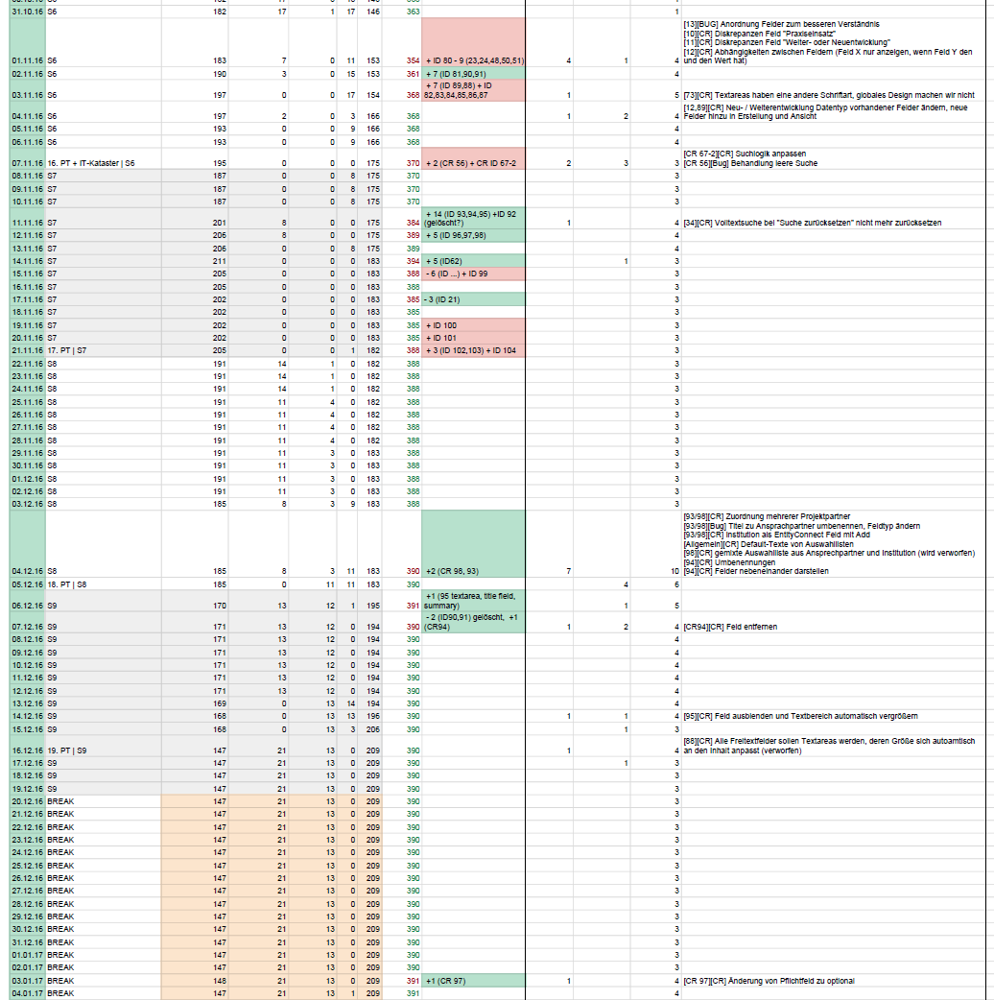 31.10.16 S6 182 17 1 17 146 363 1
[13][BUG] Anordnung Felder zum besseren Verständnis
[10][CR] Diskrepanzen Feld "Praxiseinsatz"
[11][CR] Diskrepanzen Feld "Weiter- oder Neuentwicklung"
[12][CR] Abhängigkeiten zwischen Feldern (Feld X nur anzeigen, wenn Feld Y den
01.11.16 S6 183 7 0 11 153 354 + ID 80 - 9 (23,24,48,50,51) 4 1 4 und den Wert hat)
02.11.16 S6 190 3 0 15 153 361 + 7 (ID 81,90,91) 4
+ 7 (ID 89,88) + ID
03.11.16 S6 197 0 0 17 154 368 82,83,84,85,86,87 1 5 [73][CR] Textareas haben eine andere Schriftart, globales Design machen wir nicht
[12,89][CR] Neu- / Weiterentwicklung Datentyp vorhandener Felder ändern, neue
04.11.16 S6 197 2 0 3 166 368 1 2 4 Felder hinzu in Erstellung und Ansicht
05.11.16 S6 193 0 0 9 166 368 4
06.11.16 S6 193 0 0 9 166 368 4
[CR 67-2][CR] Suchlogik anpassen
07.11.16 16. PT + IT-Kataster | S6 195 0 0 0 175 370 + 2 (CR 56) + CR ID 67-2 2 3 3 [CR 56][Bug] Behandlung leere Suche
08.11.16 S7 187 0 0 8 175 370 3
09.11.16 S7 187 0 0 8 175 370 3
10.11.16 S7 187 0 0 8 175 370 3
+ 14 (ID 93,94,95) +ID 92
11.11.16 S7 201 8 0 0 175 384 (gelöscht?) 1 4 [34][CR] Volltextsuche bei "Suche zurücksetzen" nicht mehr zurücksetzen
12.11.16 S7 206 8 0 0 175 389 + 5 (ID 96,97,98) 4
13.11.16 S7 206 0 0 8 175 389 4
14.11.16 S7 211 0 0 0 183 394 + 5 (ID62) 1 3
15.11.16 S7 205 0 0 0 183 388 - 6 (ID ...) + ID 99 3
16.11.16 S7 205 0 0 0 183 388 3
17.11.16 S7 202 0 0 0 183 385 - 3 (ID 21) 3
18.11.16 S7 202 0 0 0 183 385 3
19.11.16 S7 202 0 0 0 183 385 + ID 100 3
20.11.16 S7 202 0 0 0 183 385 + ID 101 3
21.11.16 17. PT | S7 205 0 0 1 182 388 + 3 (ID 102,103) + ID 104 3
22.11.16 S8 191 14 1 0 182 388 3
23.11.16 S8 191 14 1 0 182 388 3
24.11.16 S8 191 14 1 0 182 388 3
25.11.16 S8 191 11 4 0 182 388 3
26.11.16 S8 191 11 4 0 182 388 3
27.11.16 S8 191 11 4 0 182 388 3
28.11.16 S8 191 11 4 0 182 388 3
29.11.16 S8 191 11 3 0 183 388 3
30.11.16 S8 191 11 3 0 183 388 3
01.12.16 S8 191 11 3 0 183 388 3
02.12.16 S8 191 11 3 0 183 388 3
03.12.16 S8 185 8 3 9 183 388 3
[93/98][CR] Zuordnung mehrerer Projektpartner
[93/98][Bug] Titel zu Ansprachpartner umbenennen, Feldtyp ändern
[93/98][CR] Institution als EntityConnect Feld mit Add
[Allgemein][CR] Default-Texte von Auswahllisten
[98][CR] gemixte Auswahlliste aus Ansprechpartner und Institution (wird verworfen)
[94][CR] Umbenennungen
04.12.16 S8 185 8 3 11 183 390 +2 (CR 98, 93) 7 10 [94][CR] Felder nebeneinander darstellen
05.12.16 18. PT | S8 185 0 11 11 183 390 4 6
+1 (95 textarea, title field,
06.12.16 S9 170 13 12 1 195 391 summary) 1 5
- 2 (ID90,91) gelöscht, +1
07.12.16 S9 171 13 12 0 194 390 (CR94) 1 2 4 [CR94][CR] Feld entfernen
08.12.16 S9 171 13 12 0 194 390 4
09.12.16 S9 171 13 12 0 194 390 4
10.12.16 S9 171 13 12 0 194 390 4
11.12.16 S9 171 13 12 0 194 390 4
12.12.16 S9 171 13 12 0 194 390 4
13.12.16 S9 169 0 13 14 194 390 4
14.12.16 S9 168 0 13 13 196 390 1 1 4 [95][CR] Feld ausblenden und Textbereich automatisch vergrößern
15.12.16 S9 168 0 13 3 206 390 1 3
[88][CR] Alle Freitextfelder sollen Textareas werden, deren Größe sich autoamtisch
16.12.16 19. PT | S9 147 21 13 0 209 390 1 4 an den Inhalt anpasst (verworfen)
17.12.16 S9 147 21 13 0 209 390 1 3
18.12.16 S9 147 21 13 0 209 390 3
19.12.16 S9 147 21 13 0 209 390 3
20.12.16 BREAK 147 21 13 0 209 390 3
21.12.16 BREAK 147 21 13 0 209 390 3
22.12.16 BREAK 147 21 13 0 209 390 3
23.12.16 BREAK 147 21 13 0 209 390 3
24.12.16 BREAK 147 21 13 0 209 390 3
25.12.16 BREAK 147 21 13 0 209 390 3
26.12.16 BREAK 147 21 13 0 209 390 3
27.12.16 BREAK 147 21 13 0 209 390 3
28.12.16 BREAK 147 21 13 0 209 390 3
29.12.16 BREAK 147 21 13 0 209 390 3
30.12.16 BREAK 147 21 13 0 209 390 3
31.12.16 BREAK 147 21 13 0 209 390 3
01.01.17 BREAK 147 21 13 0 209 390 3
02.01.17 BREAK 147 21 13 0 209 390 3
03.01.17 BREAK 148 21 13 0 209 391 +1 (CR 97) 1 4 [CR 97][CR] Änderung von Pflichtfeld zu optional
04.01.17 BREAK 147 21 13 1 209 391 4